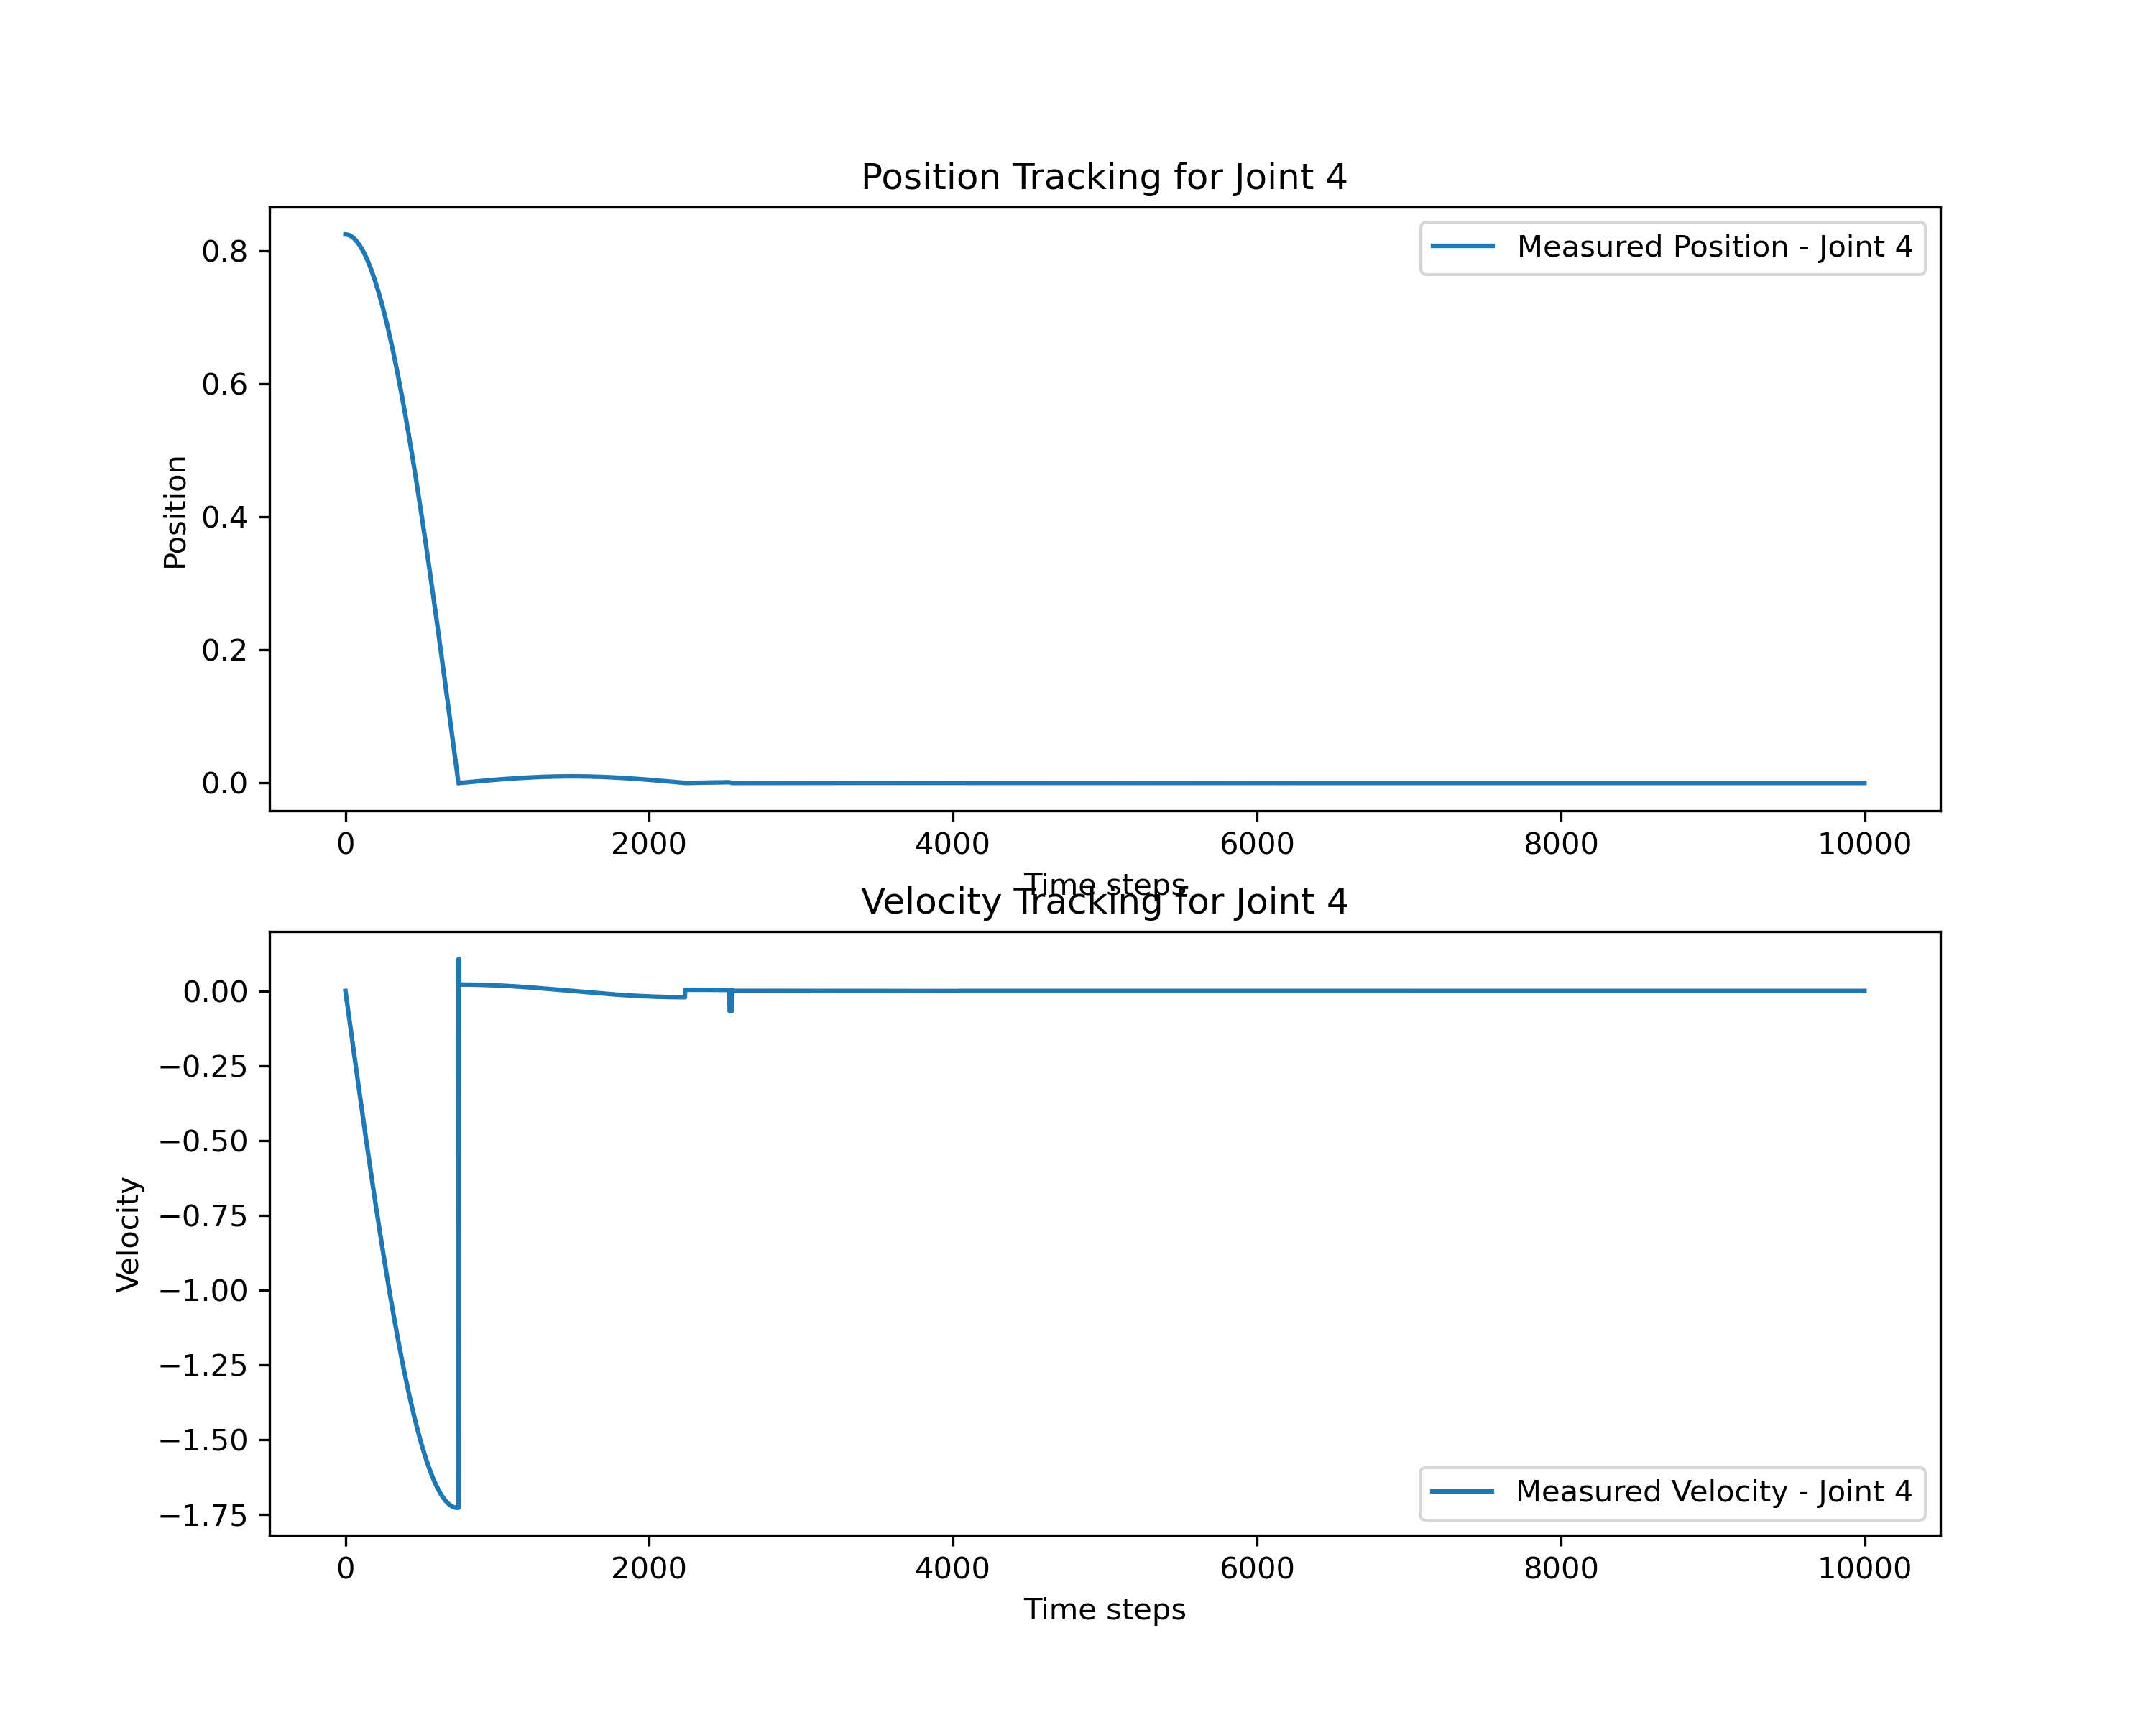 Position Tracking for Joint 4
Measured Position - Joint 4
Position
0.8
0.6
0.4
0.2
0.0
0 2000 4000 6000 8000 10000
Time steps
Velocity Tracking for Joint 4
Velocity
0.00
−0.25
−0.50
−0.75
−1.00
−1.25
−1.50
−1.75
Measured Velocity - Joint 4
0 2000 4000 6000 8000 10000
Time steps